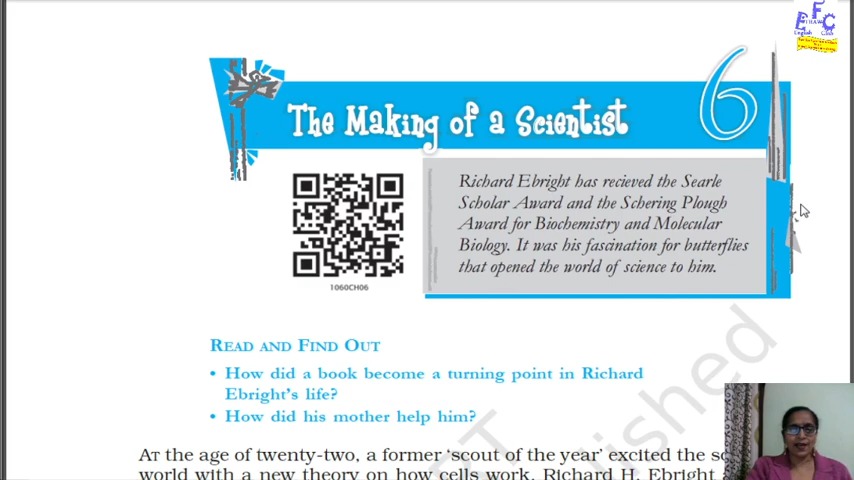 EFC
English Club
6
The Making of a Scientist
Richard Ebright has recieved the Searle
Scholar Award and the Schering Plough
Award for Biochemistry and Molecular
Biology. It was his fascination for butterflies
that opened the world of science to him.
1060CH06
READ AND FIND OUT
• How did a book become a turning point in Richard
Ebright's life?
• How did his mother help him?
AT the age of twenty-two, a former 'scout of the year' excited the sc
world with a new theory on how cells work. Richard H. Ebright a